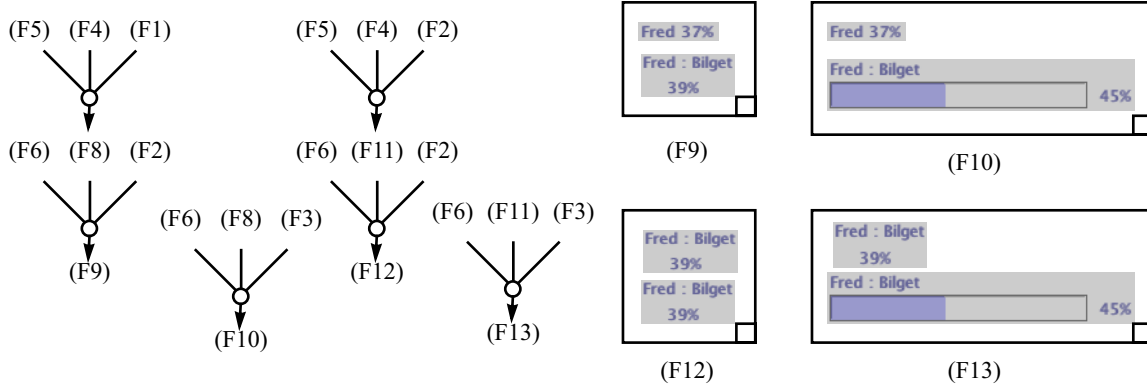 (F5) (F4) (F1)
(F6) (F8) (F2)
(F9)
(F6) (F8) (F3)
(F10)
(F5) (F4) (F2)
(F6) (F11) (F2)
(F12)
(F6) (F11) (F3)
(F13)
Fred 37%
Fred : Bilget
39%
(F9)
Fred 37%
Fred : Bilget
45%
(F10)
Fred : Bilget
39%
Fred : Bilget
39%
(F12)
Fred : Bilget
39%
Fred : Bilget
45%
(F13)